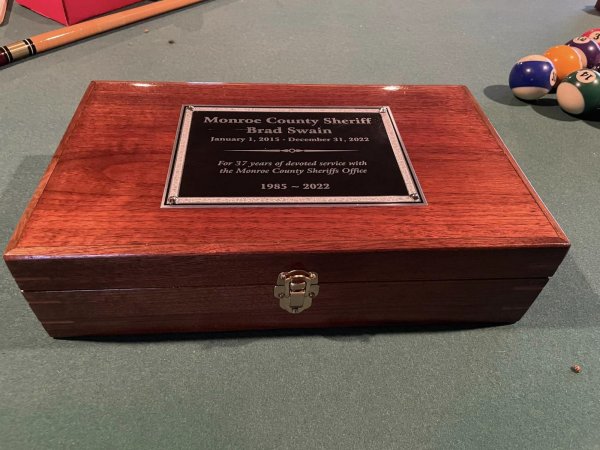 Monroe County Sheriff
Brad Swain
January 1, 2015 - December 31, 2022
For 37 years of devoted service with
the Monroe County Sheriffs Office
1985 ~ 2022
14